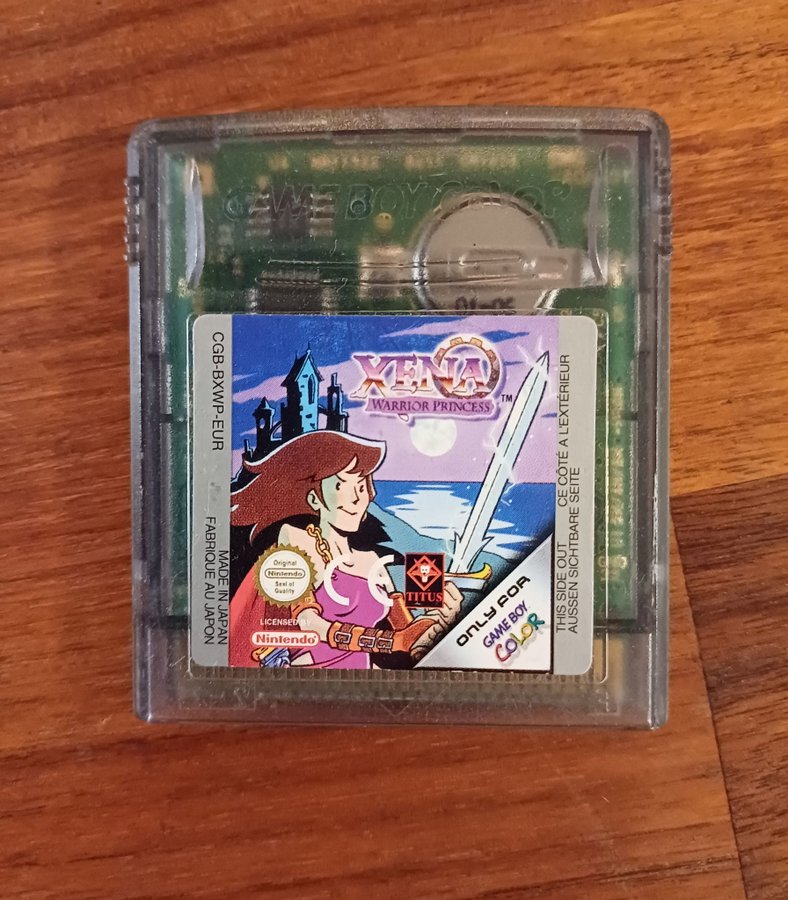 GAME BOY COLOR
XENA
WARRIOR PRINCESS
TM
CGB-BXWP-EUR
MADE IN JAPAN
FABRIQUE AU JAPON
Original
Nintendo
Seal of
Quality
LICENSED BY
Nintendo
CE
TITUS
ONLY FOR
GAME BOY
COLOR
THIS SIDE OUT CE CÔTÉ A L'EXTÉRIEUR
AUSSEN SICHTBARE SEITE